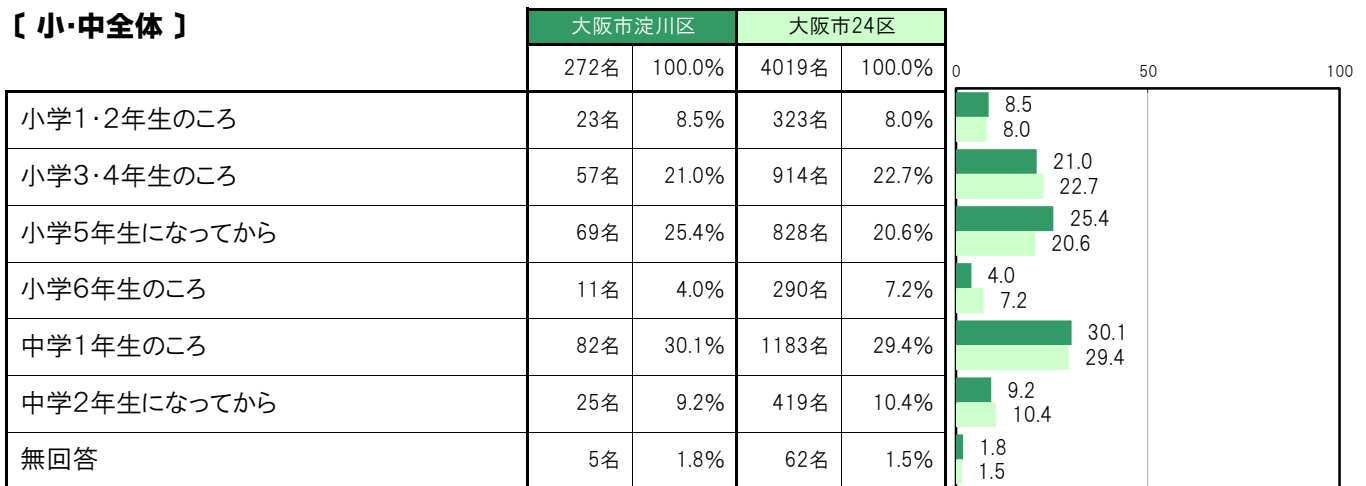 〔 小・中全体 〕
大阪市淀川区 大阪市24区
272名 100.0% 4019名 100.0%
0 50 100
小学1・2年生のころ 23名 8.5% 323名 8.0% 8.5
8.0
小学3・4年生のころ 57名 21.0% 914名 22.7% 21.0
22.7
小学5年生になってから 69名 25.4% 828名 20.6% 25.4
20.6
小学6年生のころ 11名 4.0% 290名 7.2% 4.0
7.2
中学1年生のころ 82名 30.1% 1183名 29.4% 30.1
29.4
中学2年生になってから 25名 9.2% 419名 10.4% 9.2
10.4
無回答 5名 1.8% 62名 1.5% 1.8
1.5